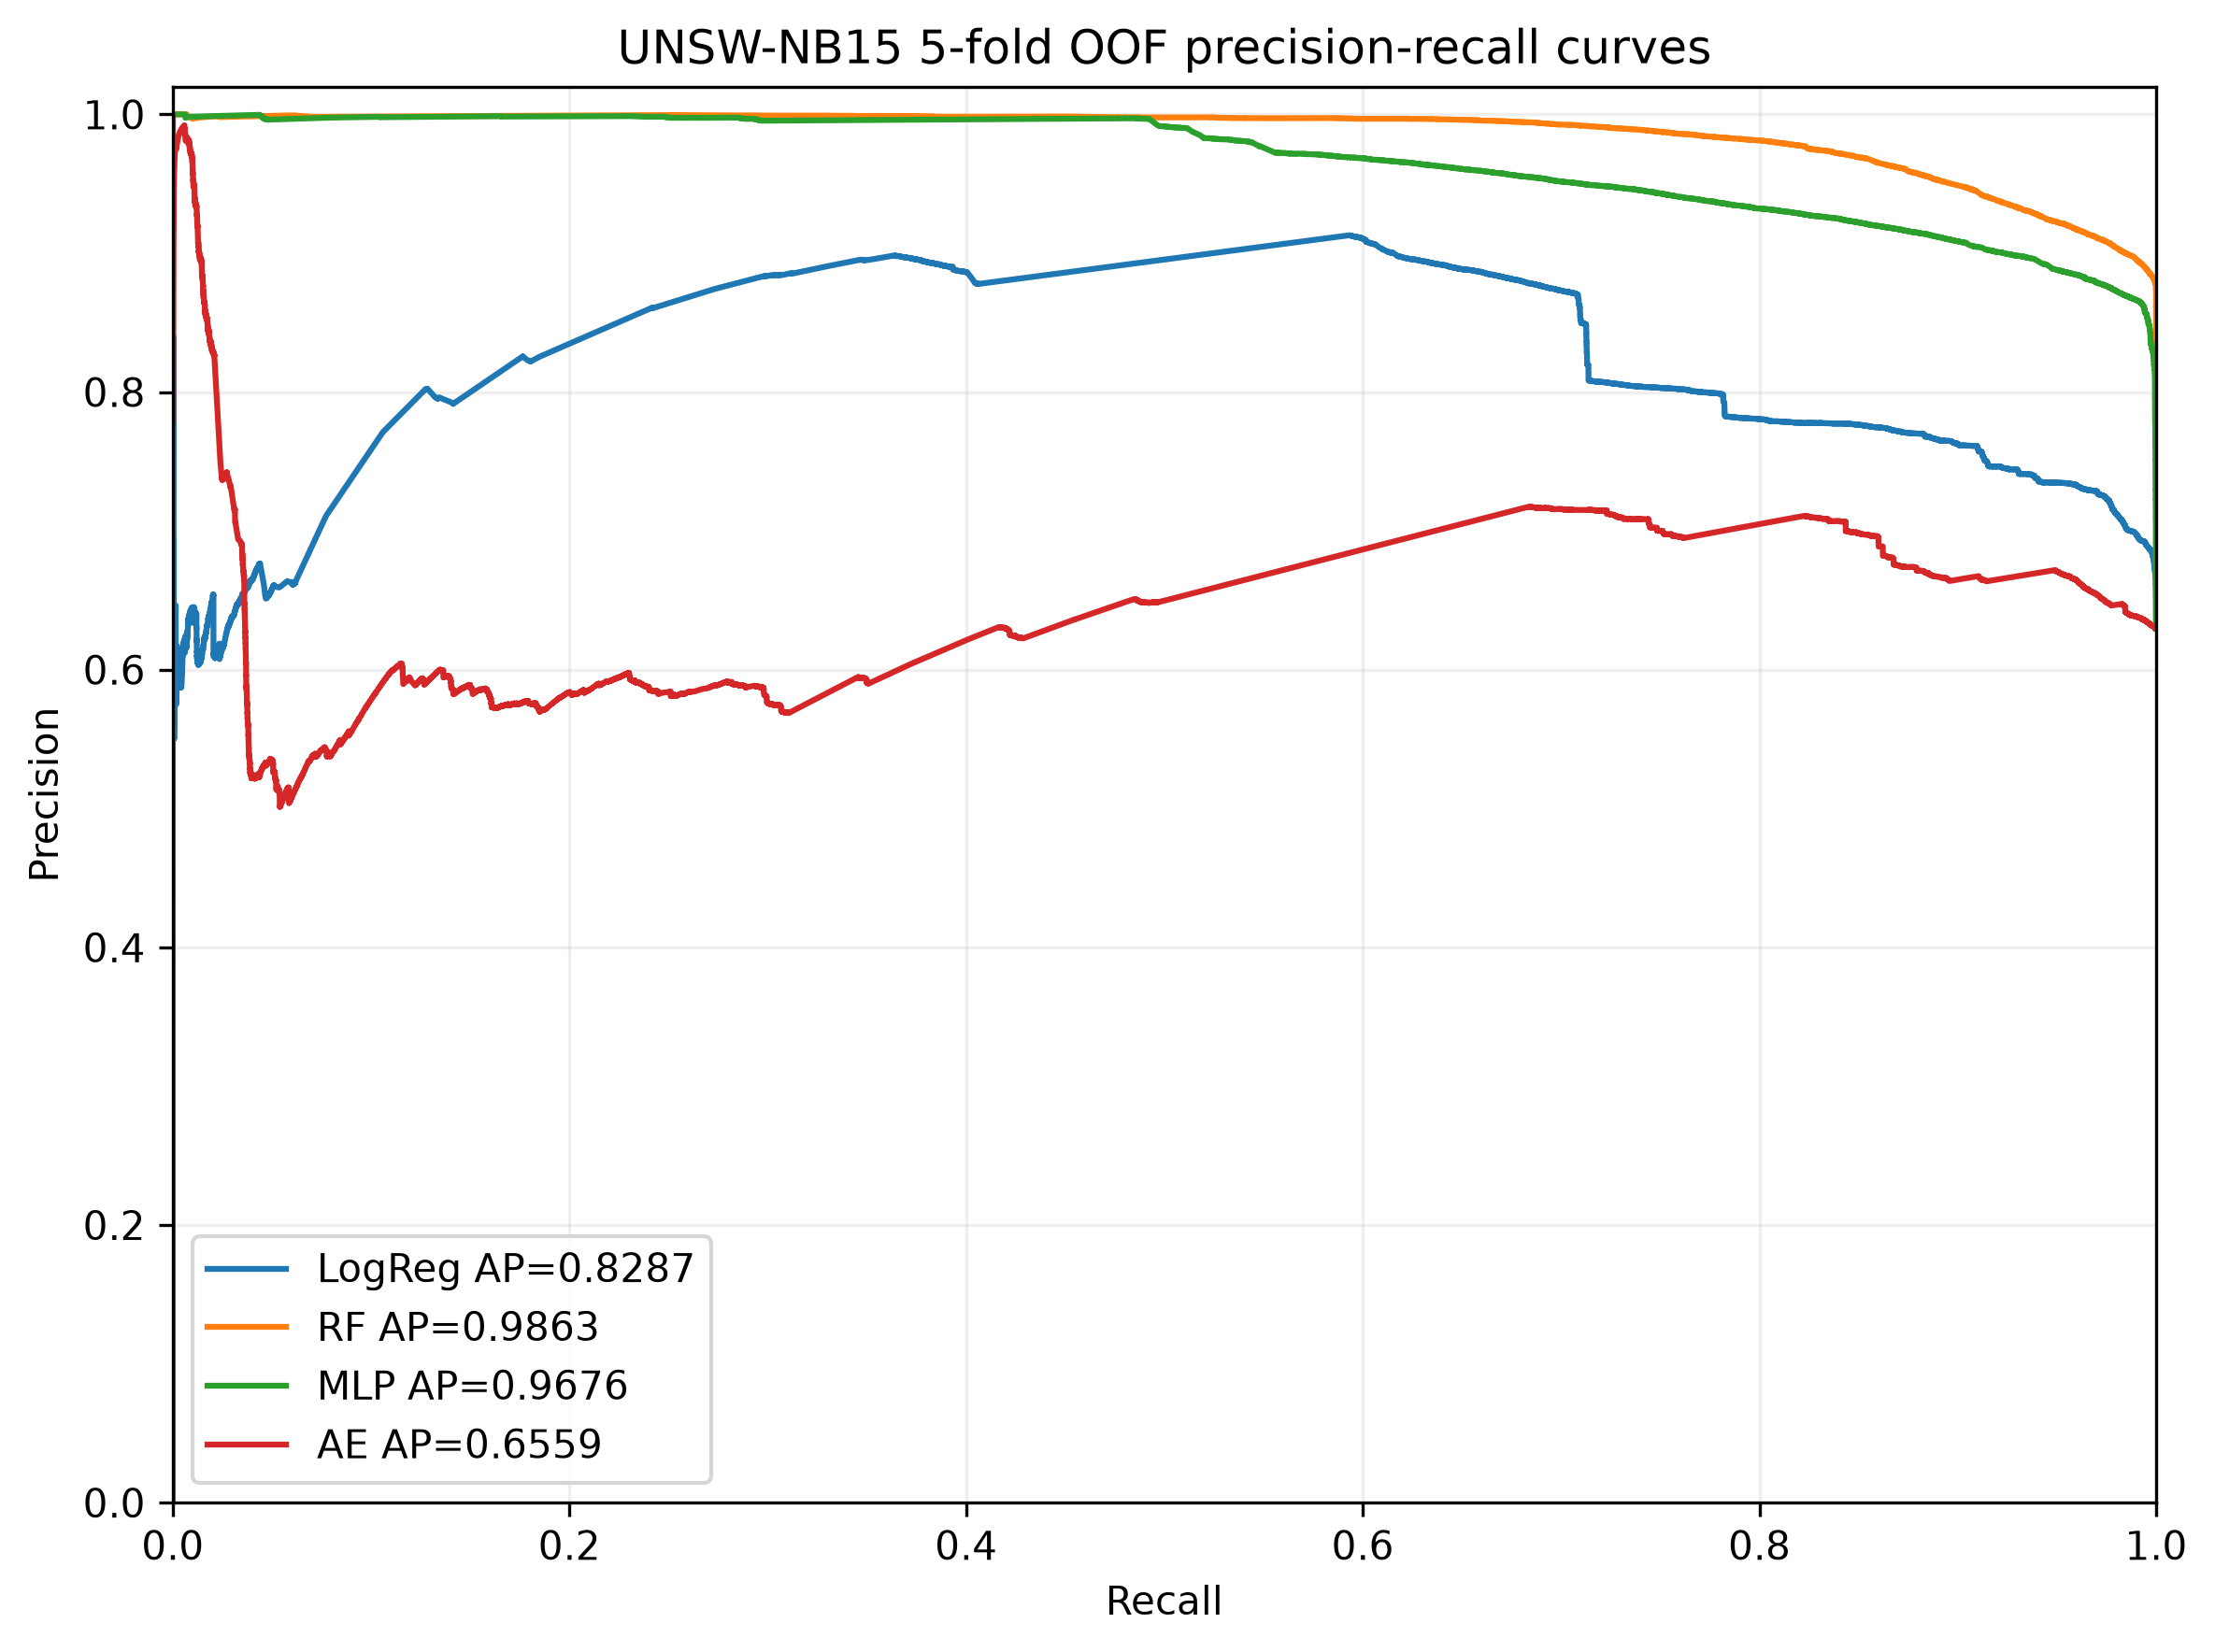 UNSW-NB15 5-fold OOF precision-recall curves
Precision
1.0
0.8
0.6
0.4
0.2
0.0
LogReg AP=0.8287
RF AP=0.9863
MLP AP=0.9676
AE AP=0.6559
0.0 0.2 0.4 0.6 0.8 1.0
Recall